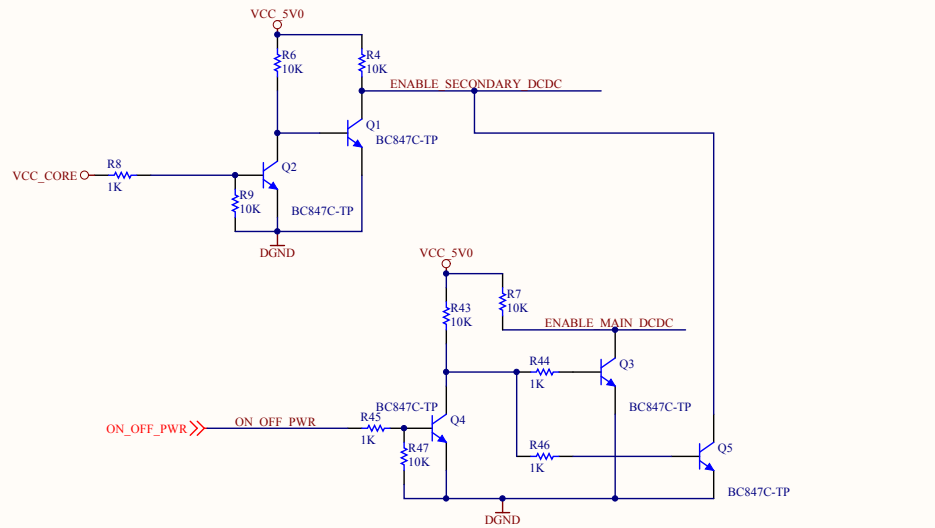 VCC_5V0
R6
10K
R4
10K
ENABLE_SECONDARY_DCDC
Q1
BC847C-TP
R8
VCC_CORE
1K
Q2
R9
10K
BC847C-TP
DGND
VCC_5V0
R43
10K
R7
10K
ENABLE_MAIN_DCDC
R44
1K
Q3
BC847C-TP
BC847C-TP
R45
Q4
ON_OFF_PWR
ON_OFF_PWR
1K
R47
10K
R46
1K
Q5
BC847C-TP
DGND